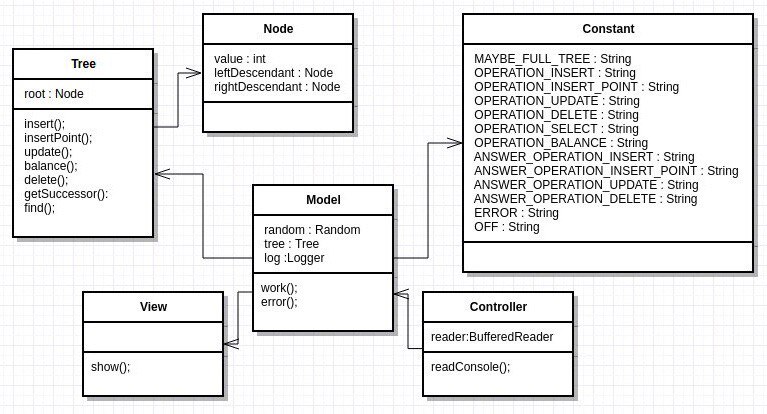 Tree
root : Node
insert();
insertPoint();
update();
balance();
delete();
getSuccessor():
find();
Node
value : int
leftDescendant : Node
rightDescendant : Node
Constant
MAYBE_FULL_TREE : String
OPERATION_INSERT : String
OPERATION_INSERT_POINT : String
OPERATION_UPDATE : String
OPERATION_DELETE : String
OPERATION_SELECT : String
OPERATION_BALANCE : String
ANSWER_OPERATION_INSERT : String
ANSWER_OPERATION_INSERT_POINT : String
ANSWER_OPERATION_UPDATE : String
ANSWER_OPERATION_DELETE : String
ERROR : String
OFF : String
Model
random : Random
tree : Tree
log :Logger
work();
error();
View
show();
Controller
reader:BufferedReader
readConsole();